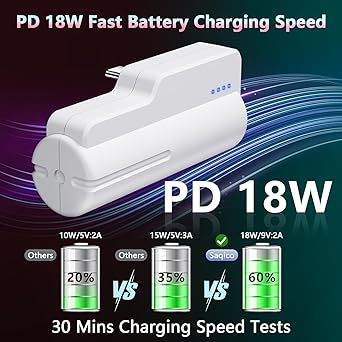 PD 18W Fast Battery Charging Speed
PD 18W
10W/5V:2A
15W/5V:3A
18W/9V:2A
Others
Others
Saqico
20%
VS
35%
VS
60%
30 Mins Charging Speed Tests